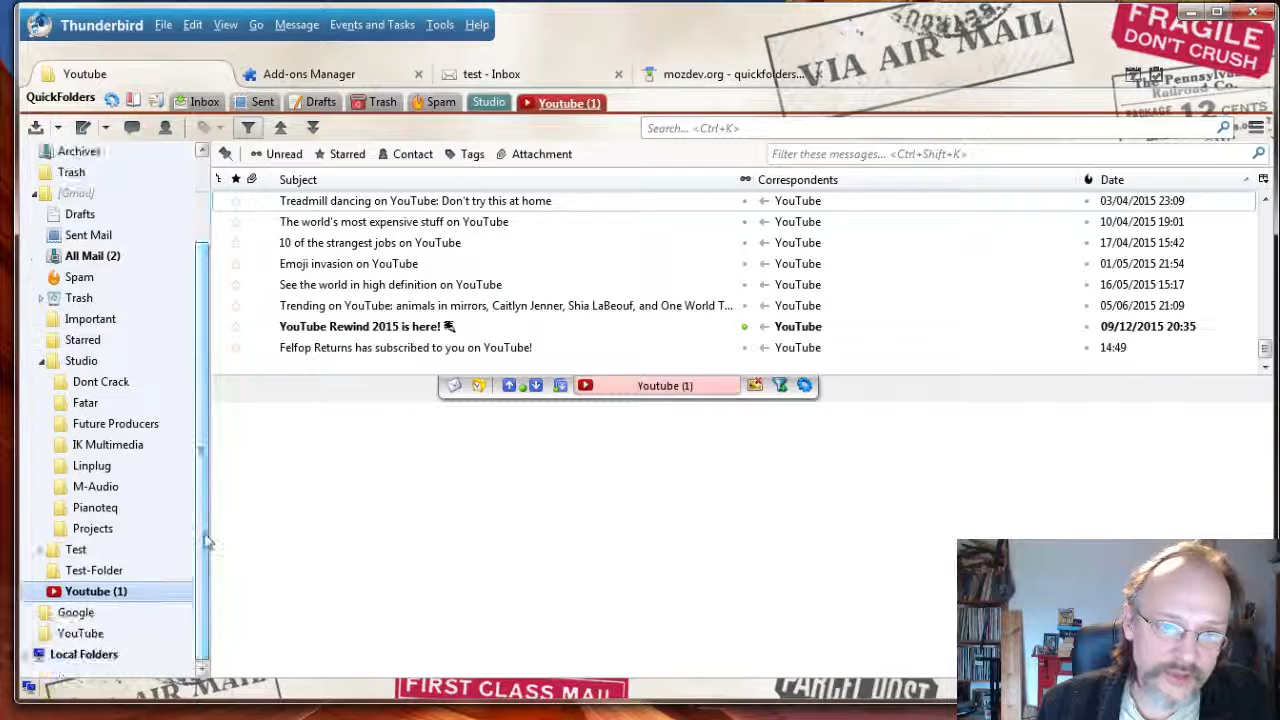 Thunderbird File Edit View Go Message Events and Tasks Tools Help
VIA AIR MAIL
FRAGILE
DON'T CRUSH
Youtube Add-ons Manager test - Inbox mozdev.org - quickfolders...
The Pennsylvania
Railroad Co.
PACKAGE 12 CENTS
QuickFolders Inbox Sent Drafts Trash Spam Studio Youtube (1)
Search... <Ctrl+K>
Unread Starred Contact Tags Attachment Filter these messages... <Ctrl+Shift+K>
Subject Correspondents Date
Treadmill dancing on YouTube: Don't try this at home YouTube 03/04/2015 23:09
The world's most expensive stuff on YouTube YouTube 10/04/2015 19:01
10 of the strangest jobs on YouTube YouTube 17/04/2015 15:42
Emoji invasion on YouTube YouTube 01/05/2015 21:54
See the world in high definition on YouTube YouTube 16/05/2015 15:17
Trending on YouTube: animals in mirrors, Caitlyn Jenner, Shia LaBeouf, and One World T... YouTube 05/06/2015 21:09
YouTube Rewind 2015 is here! YouTube 09/12/2015 20:35
Felfop Returns has subscribed to you on YouTube! YouTube 14:49
Youtube (1)
Archive
Trash
[Gmail]
Drafts
Sent Mail
All Mail (2)
Spam
Trash
Important
Starred
Studio
Dont Crack
Fatar
Future Producers
IK Multimedia
Linplug
M-Audio
Pianoteq
Projects
Test
Test-Folder
Youtube (1)
Google
YouTube
Local Folders
FIRST CLASS MAIL
PARCEL POST